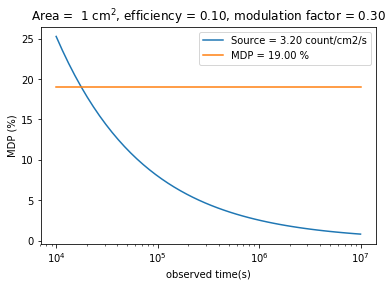 Area =  1 cm², efficiency = 0.10, modulation factor = 0.30
Source = 3.20 count/cm2/s
MDP = 19.00 %
MDP (%)
25
20
15
10
5
0
10⁴
10⁵
10⁶
10⁷
observed time(s)